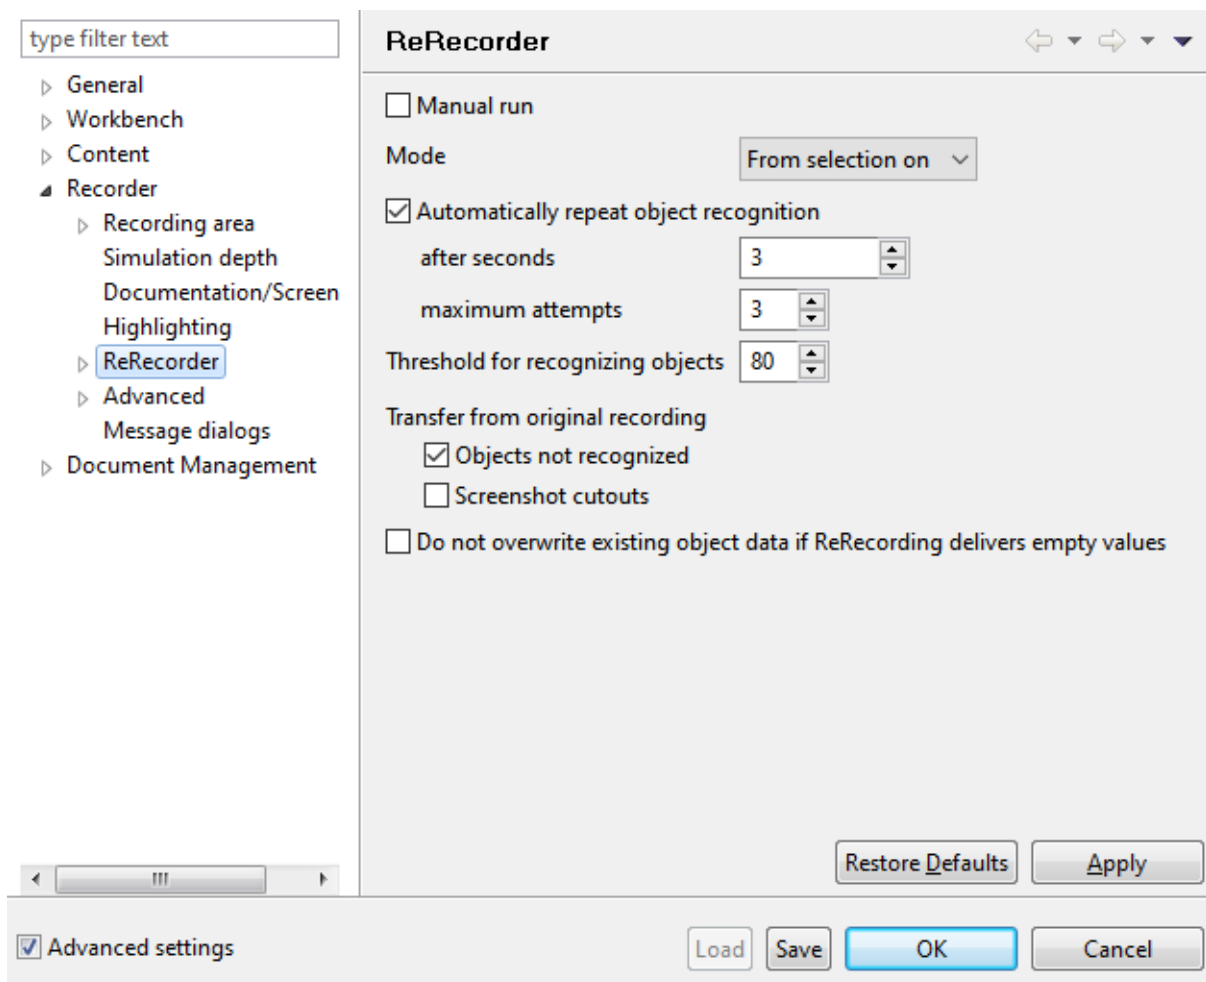 type filter text
General
Workbench
Content
Recorder
Recording area
Simulation depth
Documentation/Screen
Highlighting
ReRecorder
Advanced
Message dialogs
Document Management
ReRecorder
Manual run
Mode
From selection on
Automatically repeat object recognition
after seconds
3
maximum attempts
3
Threshold for recognizing objects
80
Transfer from original recording
Objects not recognized
Screenshot cutouts
Do not overwrite existing object data if ReRecording delivers empty values
Restore Defaults
Apply
Advanced settings
Load
Save
OK
Cancel